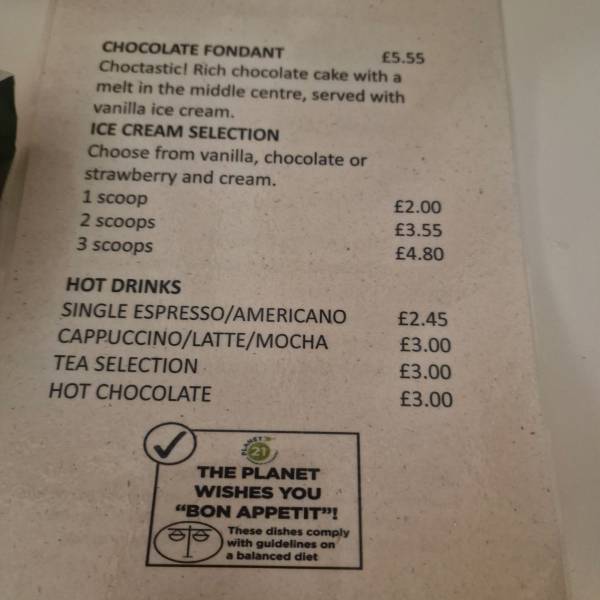 CHOCOLATE FONDANT £5.55
Choctastic! Rich chocolate cake with a
melt in the middle centre, served with
vanilla ice cream.
ICE CREAM SELECTION
Choose from vanilla, chocolate or
strawberry and cream.
1 scoop £2.00
2 scoops £3.55
3 scoops £4.80
HOT DRINKS
SINGLE ESPRESSO/AMERICANO £2.45
CAPPUCCINO/LATTE/MOCHA £3.00
TEA SELECTION £3.00
HOT CHOCOLATE £3.00
PLANET 21
THE PLANET
WISHES YOU
“BON APPETIT”!
These dishes comply
with guidelines on
a balanced diet